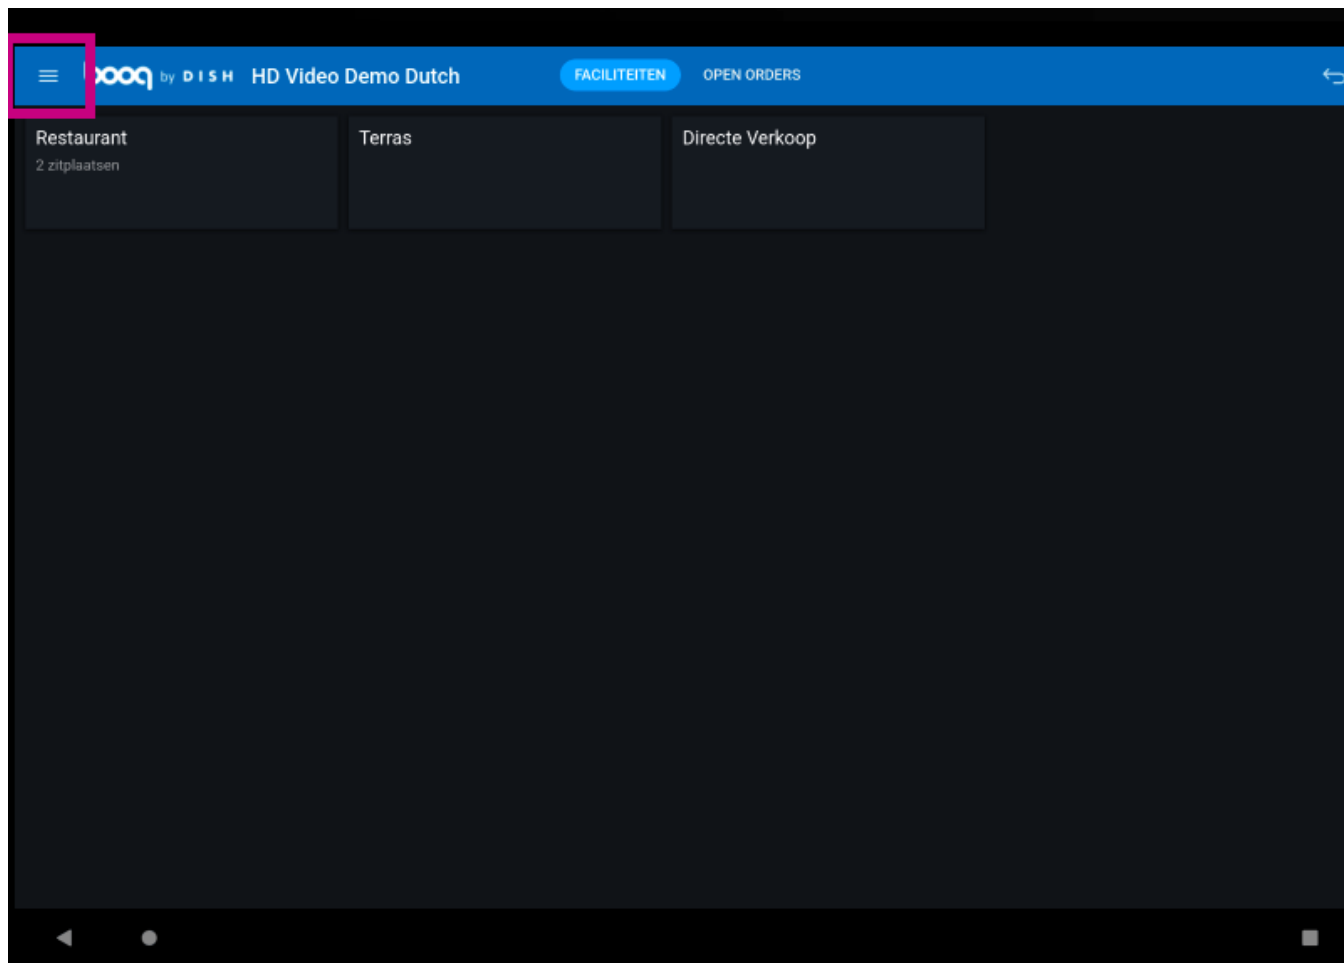 booq by DISH HD Video Demo Dutch FACILITEITEN OPEN ORDERS
Restaurant Terras Directe Verkoop
2 zitplaatsen